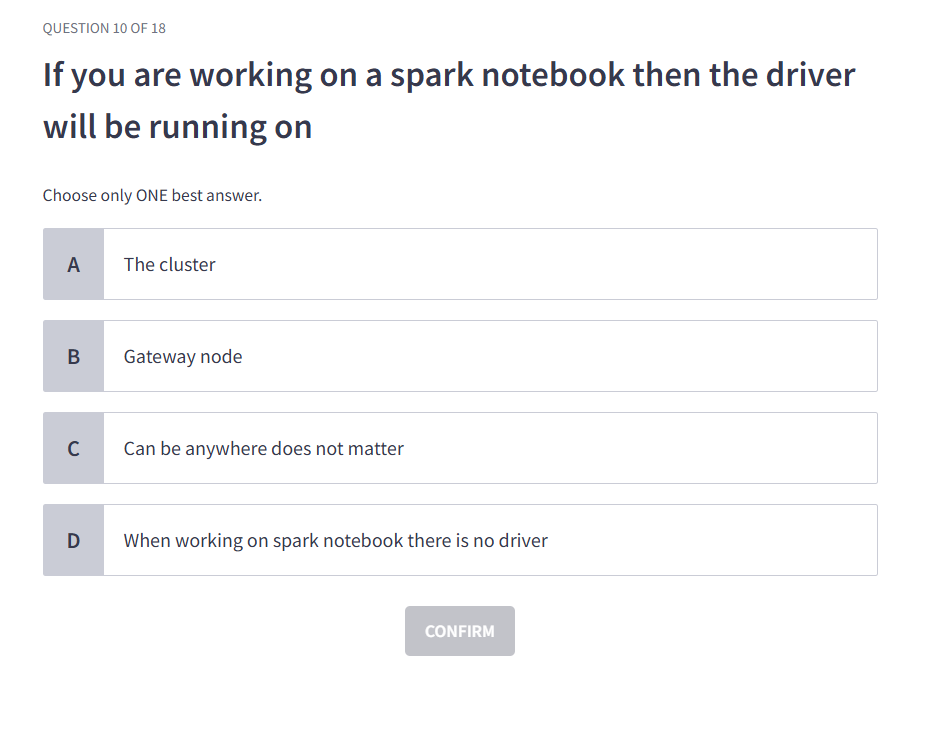 QUESTION 10 OF 18
If you are working on a spark notebook then the driver
will be running on
Choose only ONE best answer.
A The cluster
B Gateway node
C Can be anywhere does not matter
D When working on spark notebook there is no driver
CONFIRM